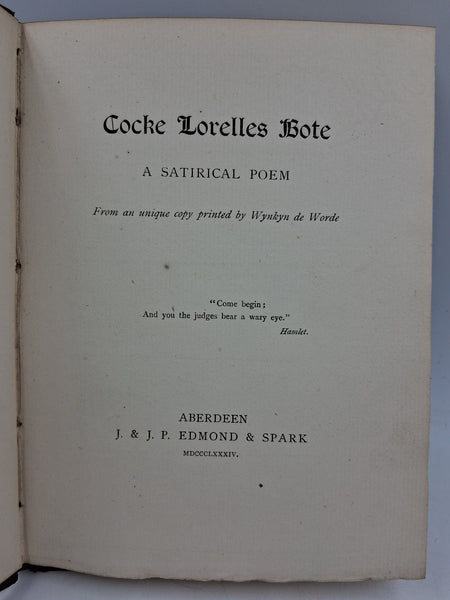 Cocke Lorelles Bote
A SATIRICAL POEM
From an unique copy printed by Wynkyn de Worde
"Come begin;
And you the judges bear a wary eye."
Hamlet.
ABERDEEN
J. & J. P. EDMOND & SPARK
MDCCCLXXXIV.